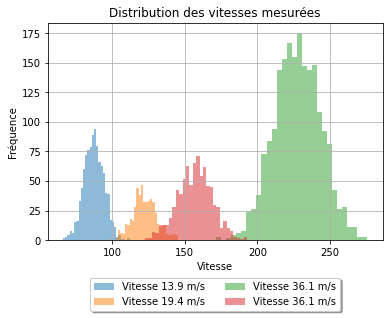 Distribution des vitesses mesurées
175
150
125
100
75
50
25
0
Fréquence
100 150 200 250
Vitesse
Vitesse 13.9 m/s Vitesse 36.1 m/s
Vitesse 19.4 m/s Vitesse 36.1 m/s